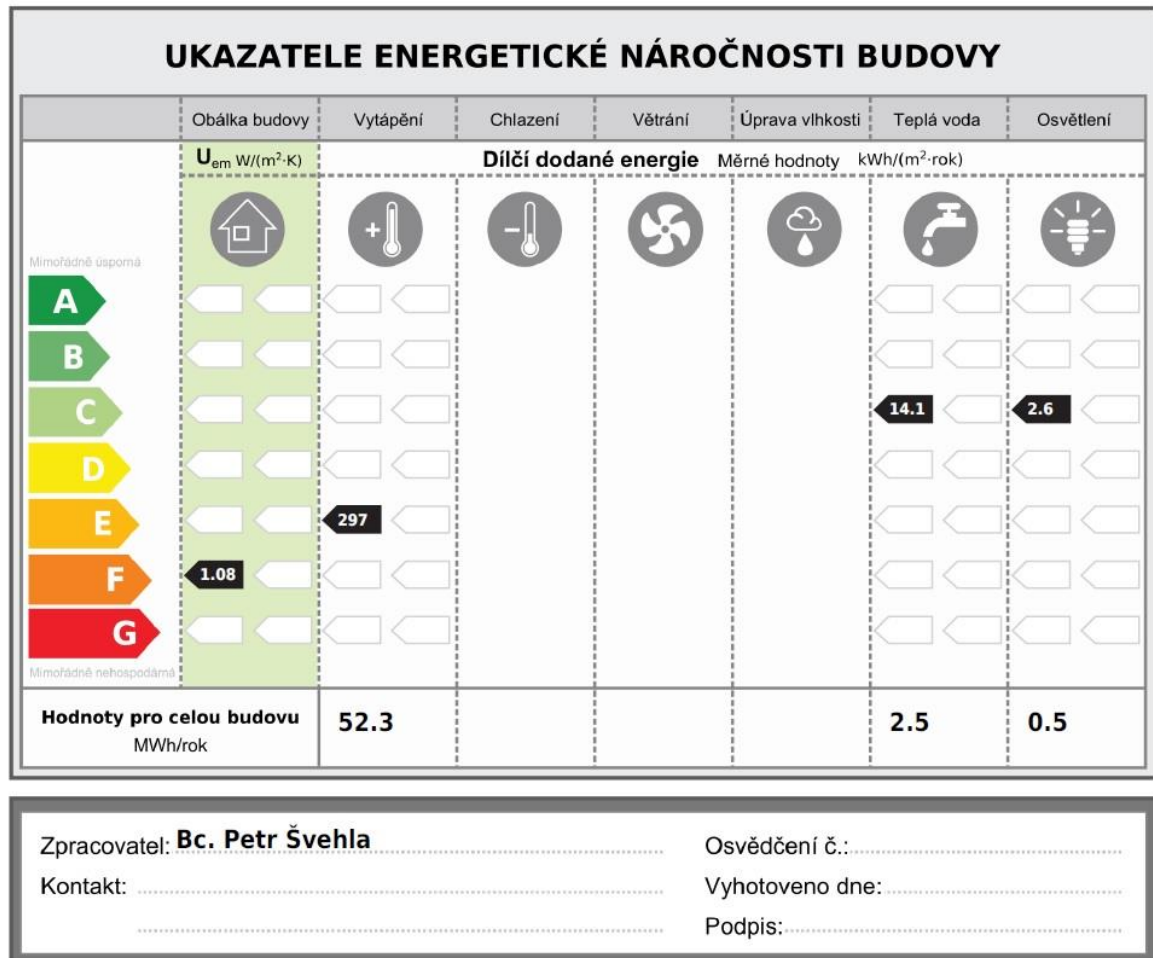 UKAZATELE ENERGETICKÉ NÁROČNOSTI BUDOVY
Obálka budovy Vytápění Chlazení Větrání Úprava vlhkosti Teplá voda Osvětlení
Uem W/(m²·K) Dílčí dodané energie Měrné hodnoty kWh/(m²·rok)
Mimořádně úsporná
A
B
C 14.1 2.6
D
E 297
F 1.08
G
Mimořádně nehospodárná
Hodnoty pro celou budovu 52.3 2.5 0.5
MWh/rok
Zpracovatel: Bc. Petr Švehla Osvědčení č.:
Kontakt: Vyhotoveno dne:
Podpis: